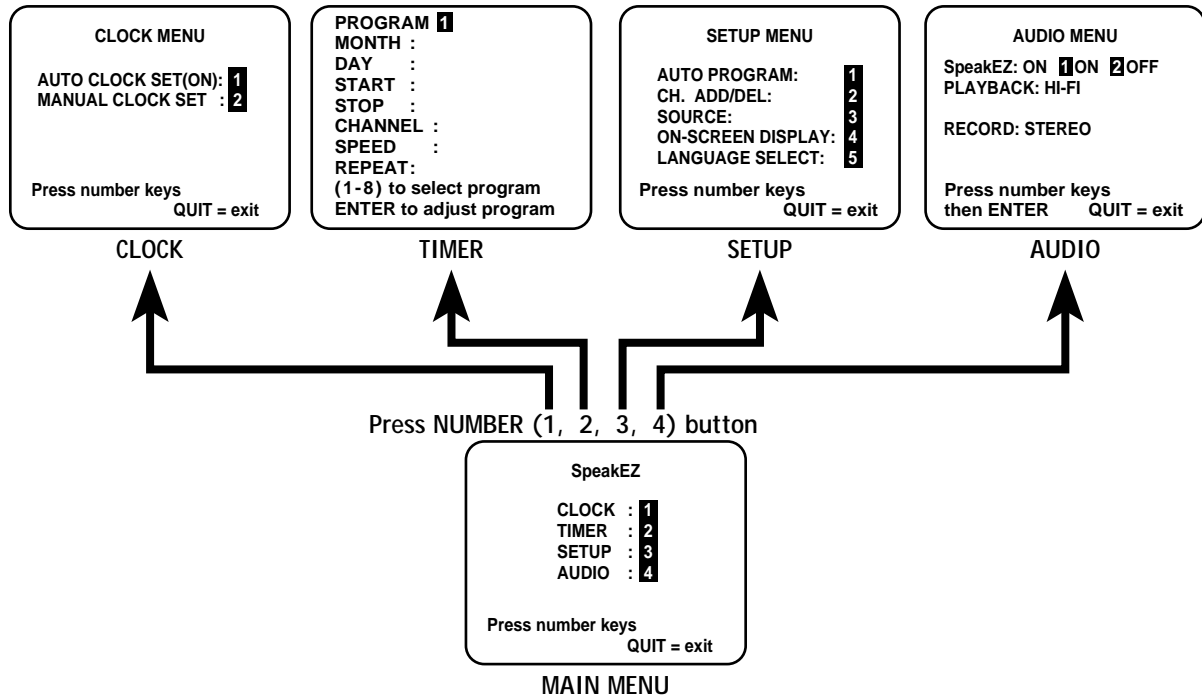 CLOCK MENU
AUTO CLOCK SET(ON): 1
MANUAL CLOCK SET : 2
Press number keys
QUIT = exit
CLOCK
PROGRAM 1
MONTH :
DAY :
START :
STOP :
CHANNEL :
SPEED :
REPEAT:
(1-8) to select program
ENTER to adjust program
TIMER
SETUP MENU
AUTO PROGRAM: 1
CH. ADD/DEL: 2
SOURCE: 3
ON-SCREEN DISPLAY: 4
LANGUAGE SELECT: 5
Press number keys
QUIT = exit
SETUP
AUDIO MENU
SpeakEZ: ON 1 ON 2 OFF
PLAYBACK: HI-FI
RECORD: STEREO
Press number keys
then ENTER QUIT = exit
AUDIO
Press NUMBER (1, 2, 3, 4) button
SpeakEZ
CLOCK : 1
TIMER : 2
SETUP : 3
AUDIO : 4
Press number keys
QUIT = exit
MAIN MENU